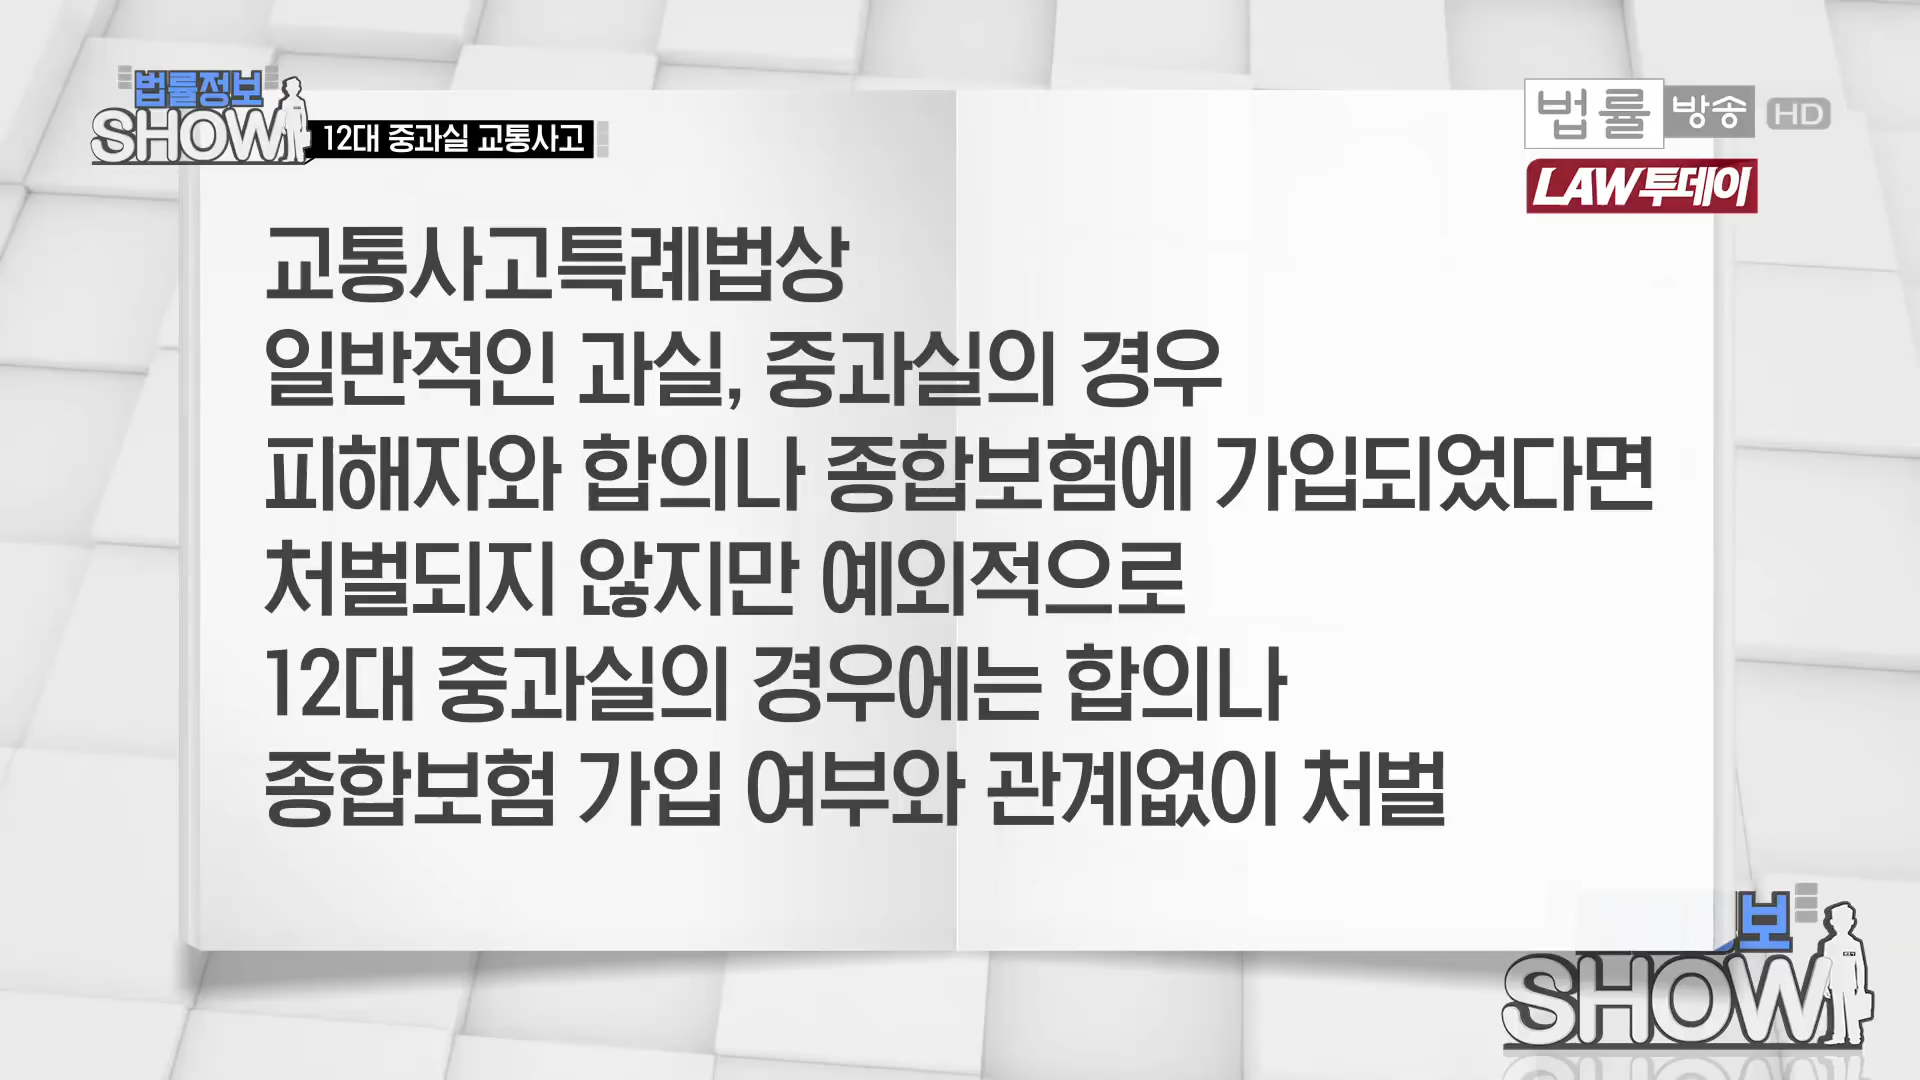 법률정보
SHOW
12대 중과실 교통사고
법률방송 HD
LAW투데이
교통사고특례법상
일반적인 과실, 중과실의 경우
피해자와 합의나 종합보험에 가입되었다면
처벌되지 않지만 예외적으로
12대 중과실의 경우에는 합의나
종합보험 가입 여부와 관계없이 처벌
보
SHOW